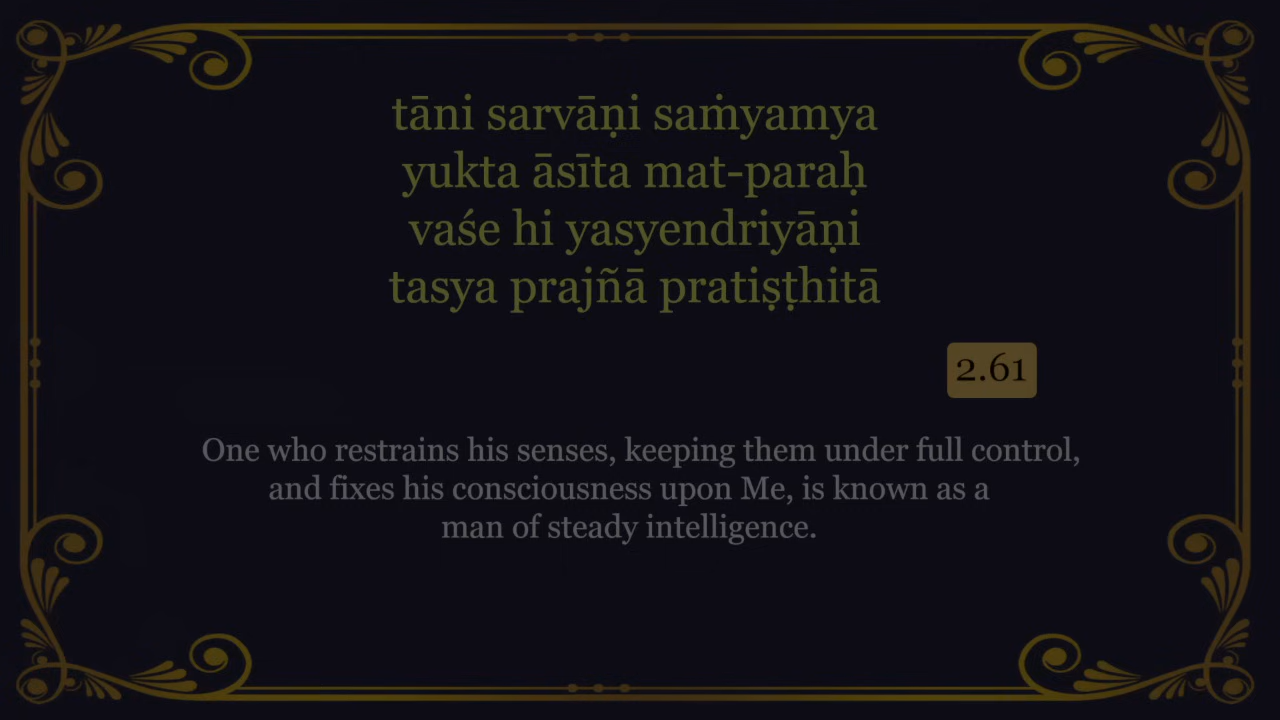 tāni sarvāṇi saṁyamya
yukta āsīta mat-paraḥ
vaśe hi yasyendriyāṇi
tasya prajñā pratiṣṭhitā
2.61
One who restrains his senses, keeping them under full control,
and fixes his consciousness upon Me, is known as a
man of steady intelligence.